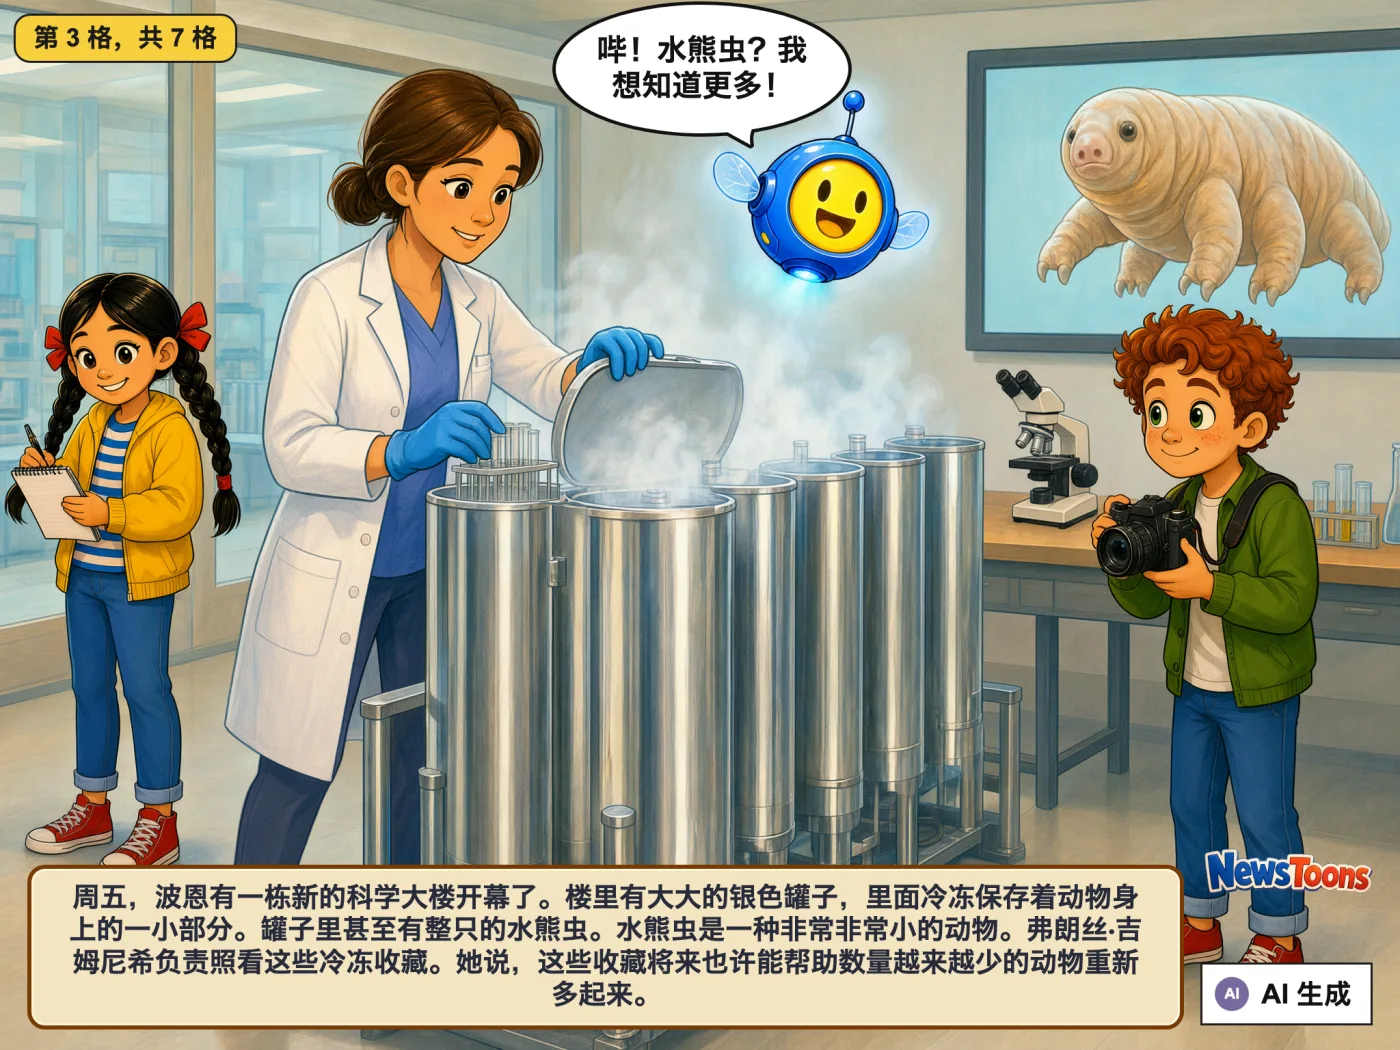 第 3 格，共 7 格
哔！水熊虫？我
想知道更多！
周五，波恩有一栋新的科学大楼开幕了。楼里有大大的银色罐子，里面冷冻保存着动物身
上的一小部分。罐子里甚至有整只的水熊虫。水熊虫是一种非常非常小的动物。弗朗丝·吉
姆尼希负责照看这些冷冻收藏。她说，这些收藏将来也许能帮助数量越来越少的动物重新
多起来。
NewsToons
AI AI 生成